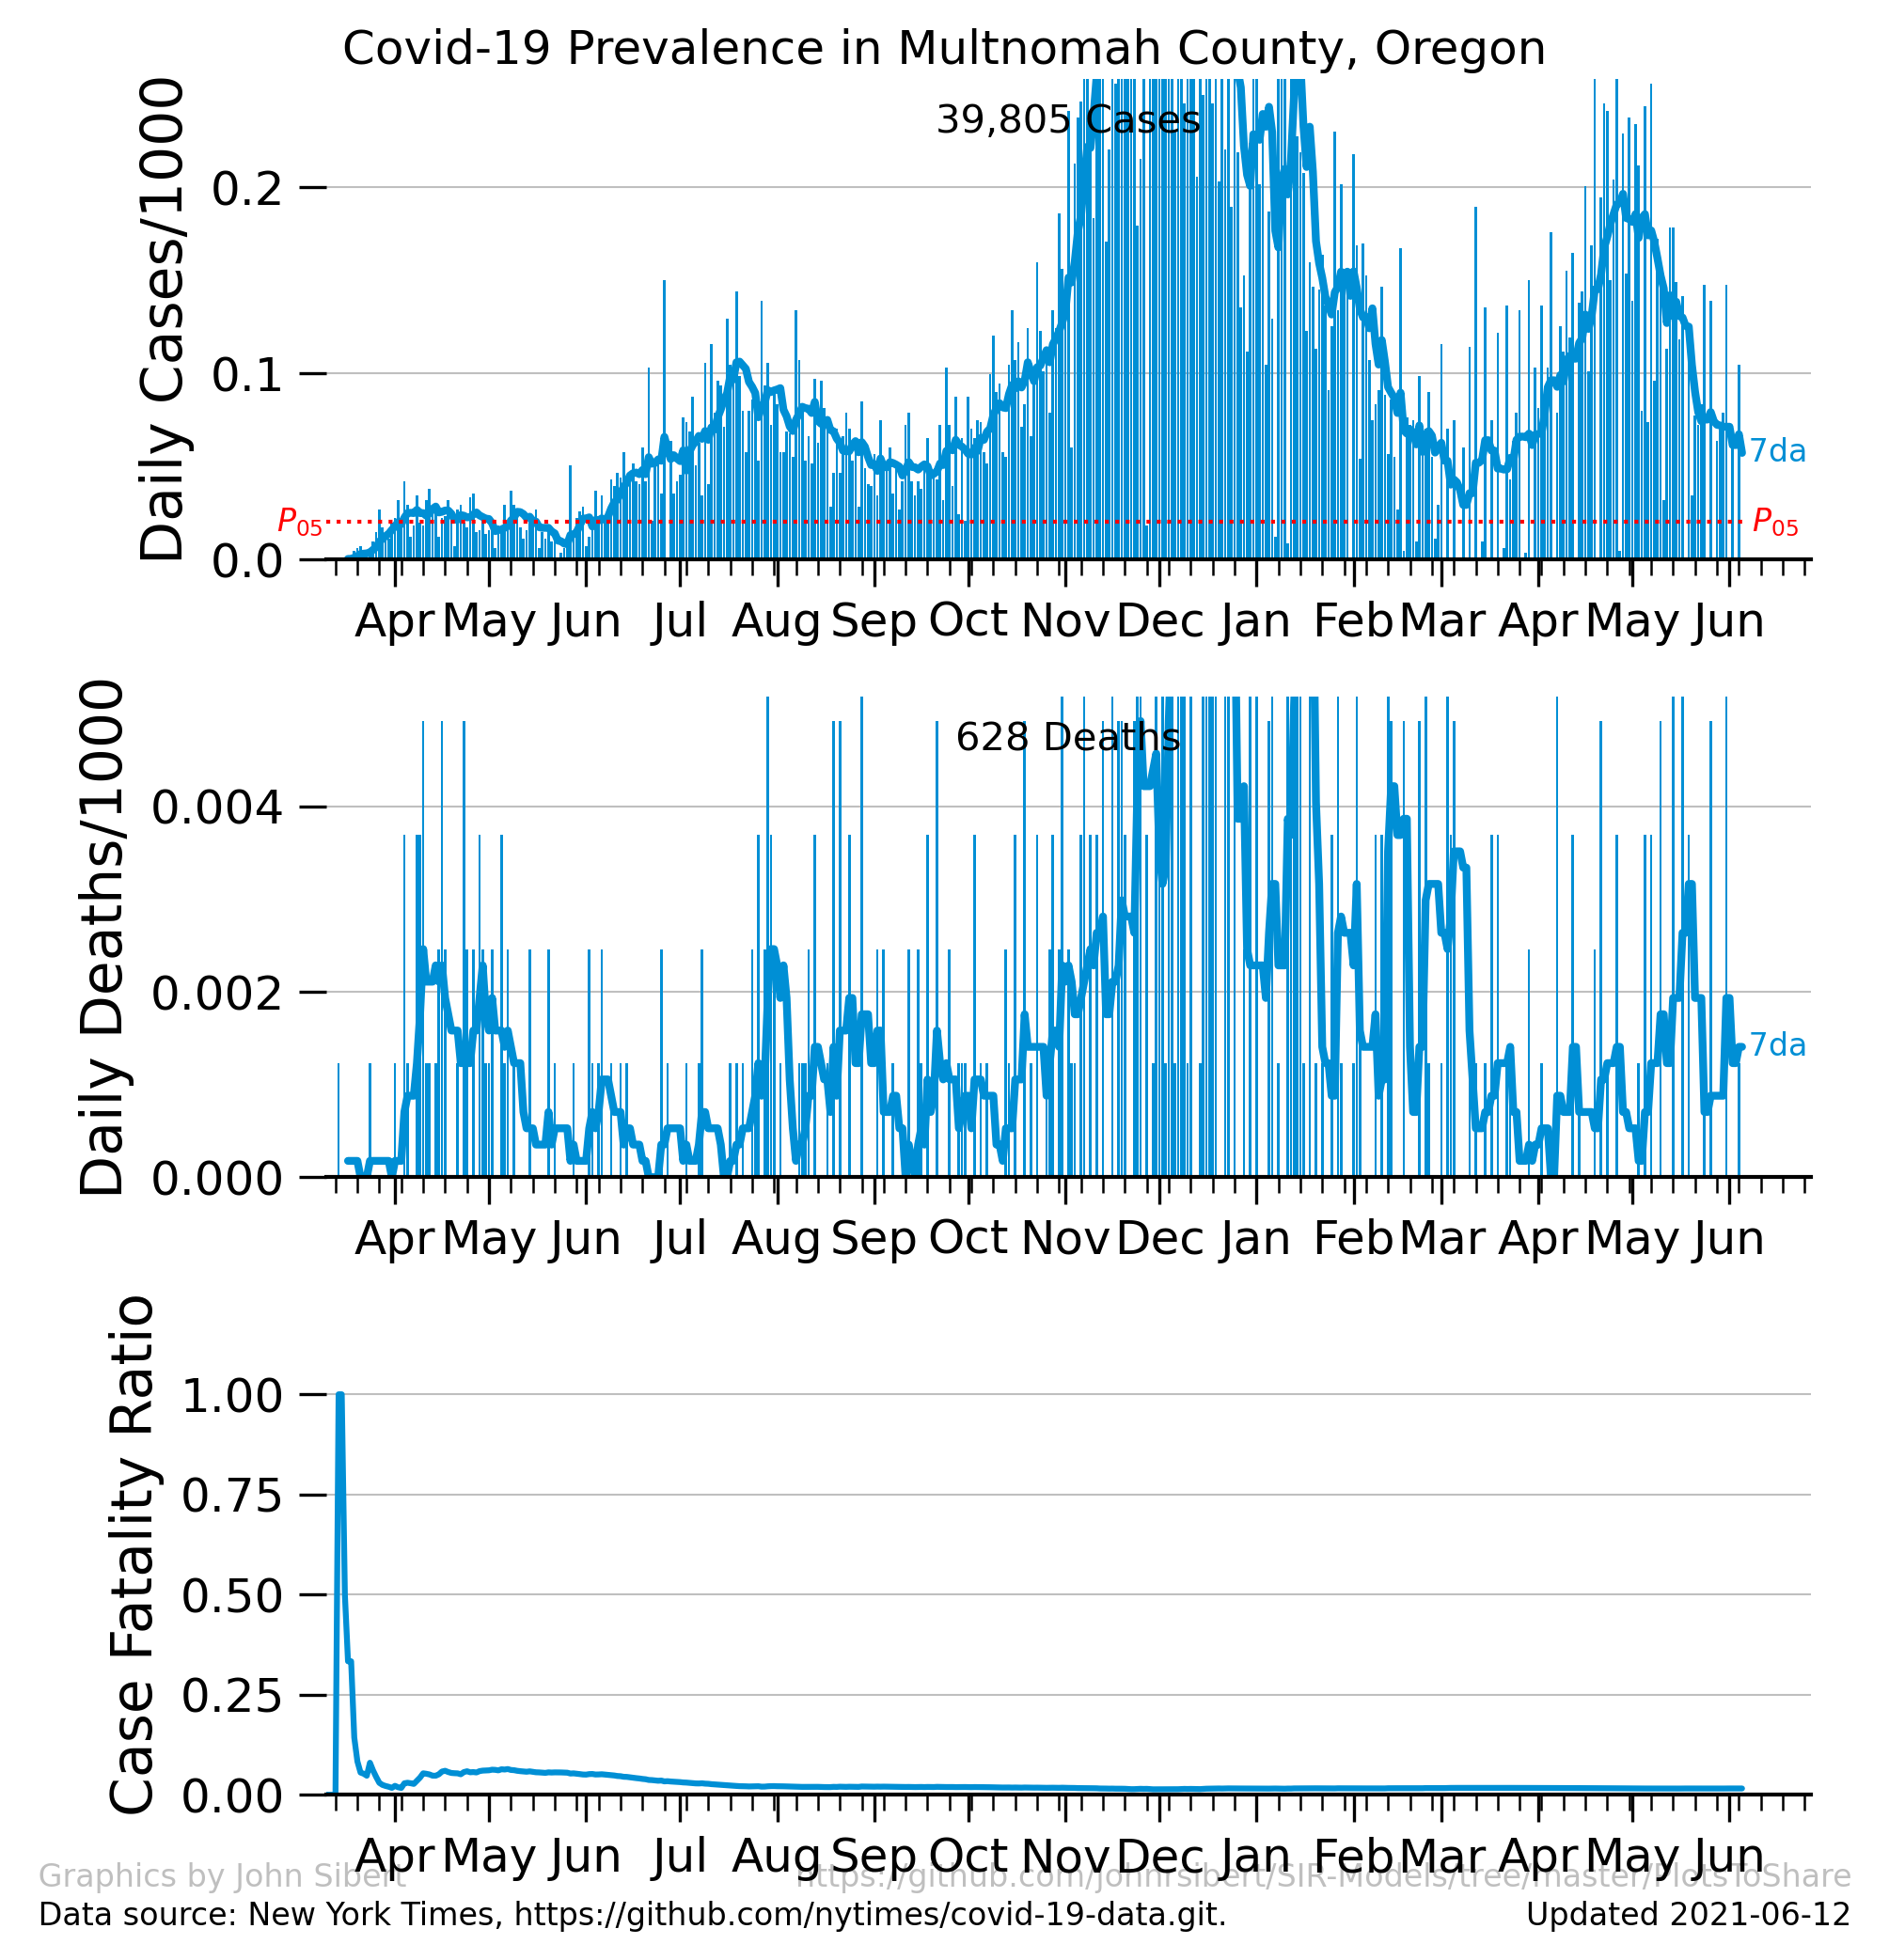 Covid-19 Prevalence in Multnomah County, Oregon
Daily Cases/1000
39,805 Cases
0.2
0.1
0.0
P05
P05
7da
Apr May Jun Jul Aug Sep Oct Nov Dec Jan Feb Mar Apr May Jun
Daily Deaths/1000
628 Deaths
0.004
0.002
0.000
7da
Apr May Jun Jul Aug Sep Oct Nov Dec Jan Feb Mar Apr May Jun
Case Fatality Ratio
1.00
0.75
0.50
0.25
0.00
Apr May Jun Jul Aug Sep Oct Nov Dec Jan Feb Mar Apr May Jun
Graphics by John Sibert
https://github.com/johnrsibert/SIR-Models/tree/master/PlotsToShare
Data source: New York Times, https://github.com/nytimes/covid-19-data.git.
Updated 2021-06-12